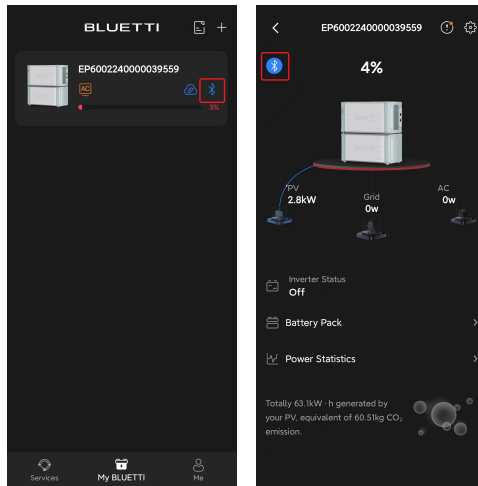 BLUETTI
EP6002240000039559
AC
3%
Services
My BLUETTI
Me
EP6002240000039559
4%
PV
2.8kW
Grid
0w
AC
0w
Inverter Status
Off
Battery Pack
Power Statistics
Totally 63.1kW · h generated by
your PV, equivalent of 60.51kg CO₂
emission.